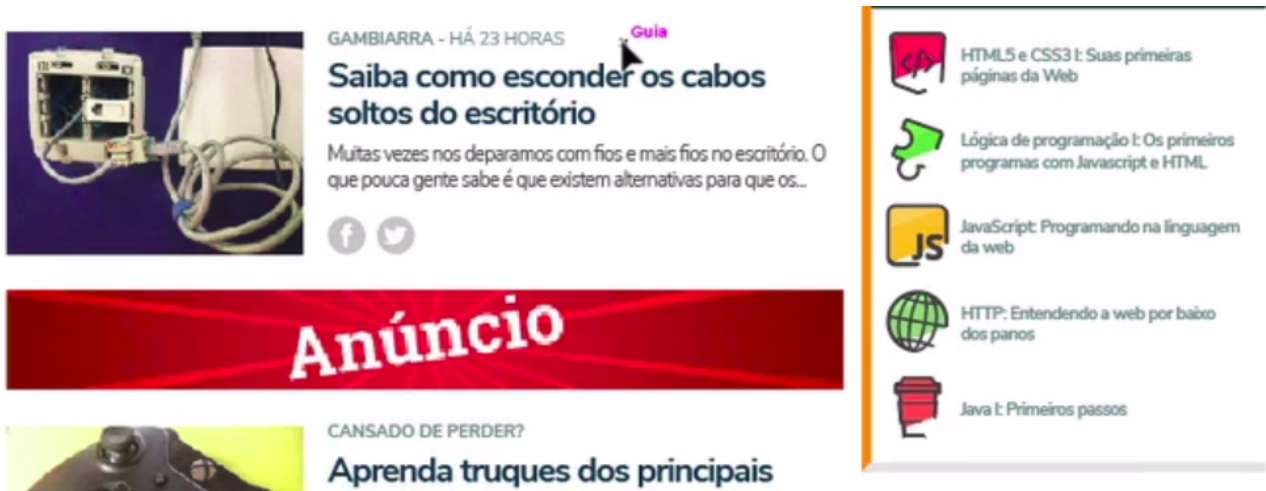 GAMBIARRA - HÁ 23 HORAS
Guia
Saiba como esconder os cabos
soltos do escritório
Muitas vezes nos deparamos com fios e mais fios no escritório. O
que pouca gente sabe é que existem alternativas para que os...
Anúncio
CANSADO DE PERDER?
Aprenda truques dos principais
HTML5 e CSS3 I: Suas primeiras
páginas da Web
Lógica de programação I: Os primeiros
programas com Javascript e HTML
JS
JavaScript: Programando na linguagem
da web
HTTP: Entendendo a web por baixo
dos panos
Java I: Primeiros passos